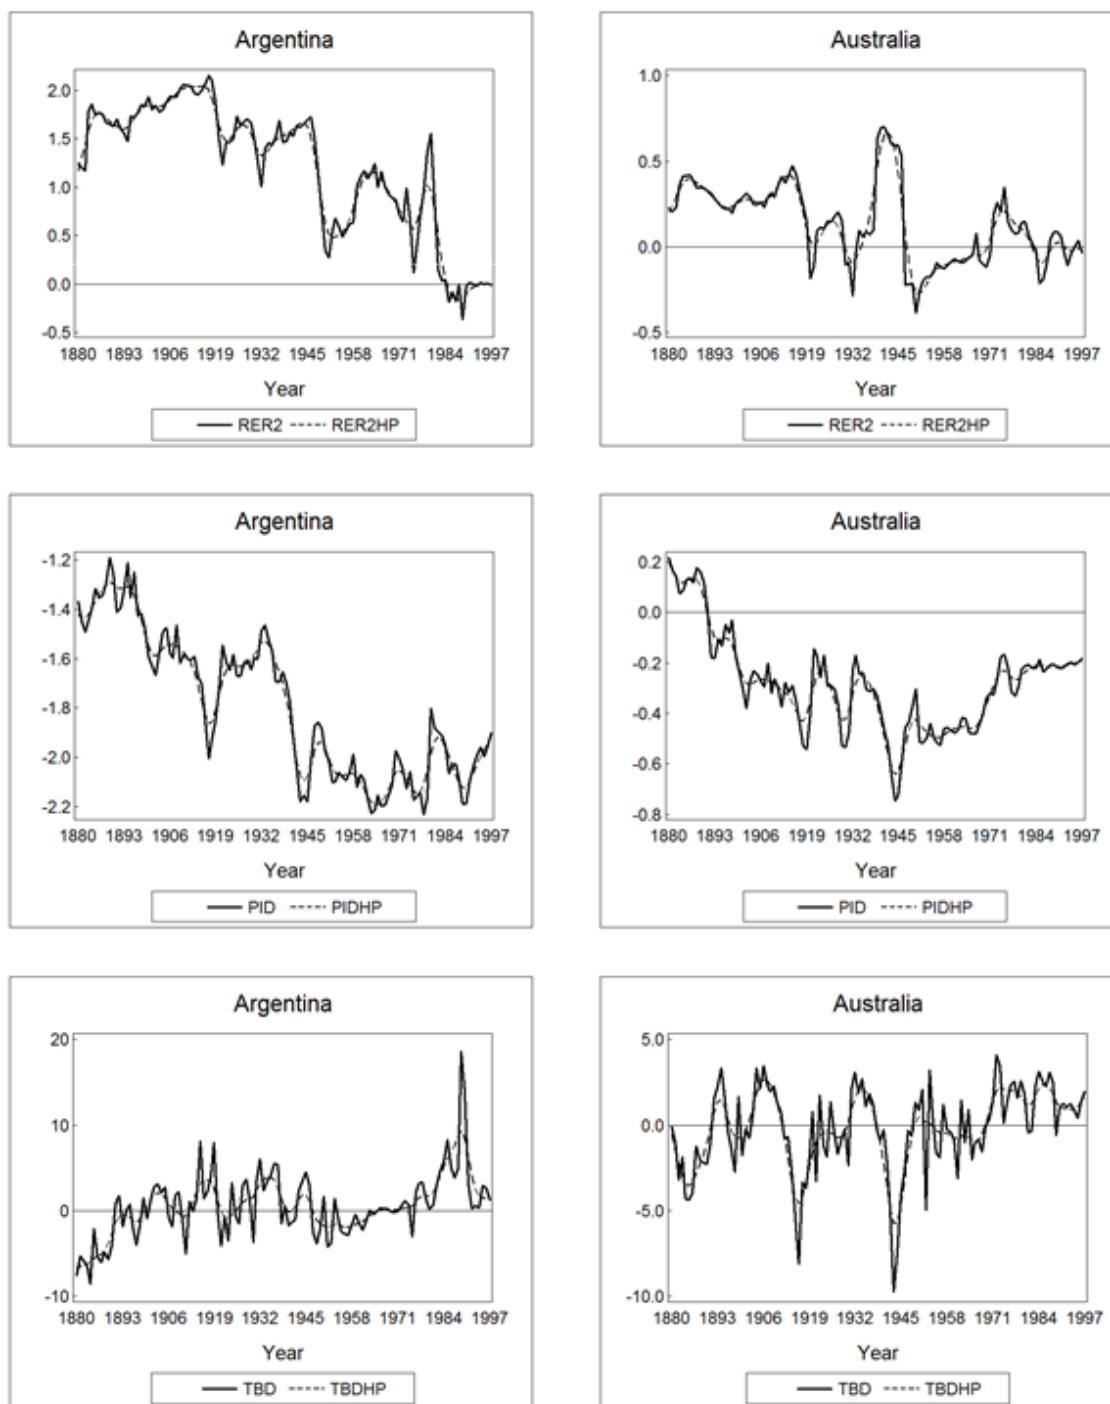 Argentina
2.0
1.5
1.0
0.5
0.0
-0.5
1880 1893 1906 1919 1932 1945 1958 1971 1984 1997
Year
RER2 RER2HP
Australia
1.0
0.5
0.0
-0.5
1880 1893 1906 1919 1932 1945 1958 1971 1984 1997
Year
RER2 RER2HP
Argentina
-1.2
-1.4
-1.6
-1.8
-2.0
-2.2
1880 1893 1906 1919 1932 1945 1958 1971 1984 1997
Year
PID PIDHP
Australia
0.2
0.0
-0.2
-0.4
-0.6
-0.8
1880 1893 1906 1919 1932 1945 1958 1971 1984 1997
Year
PID PIDHP
Argentina
20
10
0
-10
1880 1893 1906 1919 1932 1945 1958 1971 1984 1997
Year
TBD TBDHP
Australia
5.0
0.0
-5.0
-10.0
1880 1893 1906 1919 1932 1945 1958 1971 1984 1997
Year
TBD TBDHP